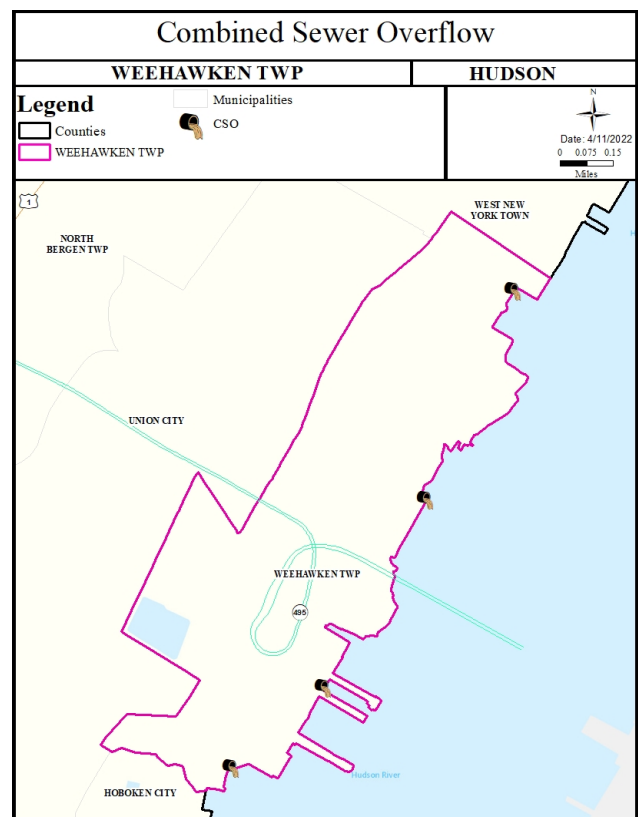 Combined Sewer Overflow
WEEHAWKEN TWP
HUDSON
Legend
Counties
WEEHAWKEN TWP
Municipalities
CSO
N
Date: 4/11/2022
0 0.075 0.15
Miles
1
WEST NEW
YORK TOWN
NORTH
BERGEN TWP
H
UNION CITY
WEEHAWKEN TWP
495
Hudson River
HOBOKEN CITY